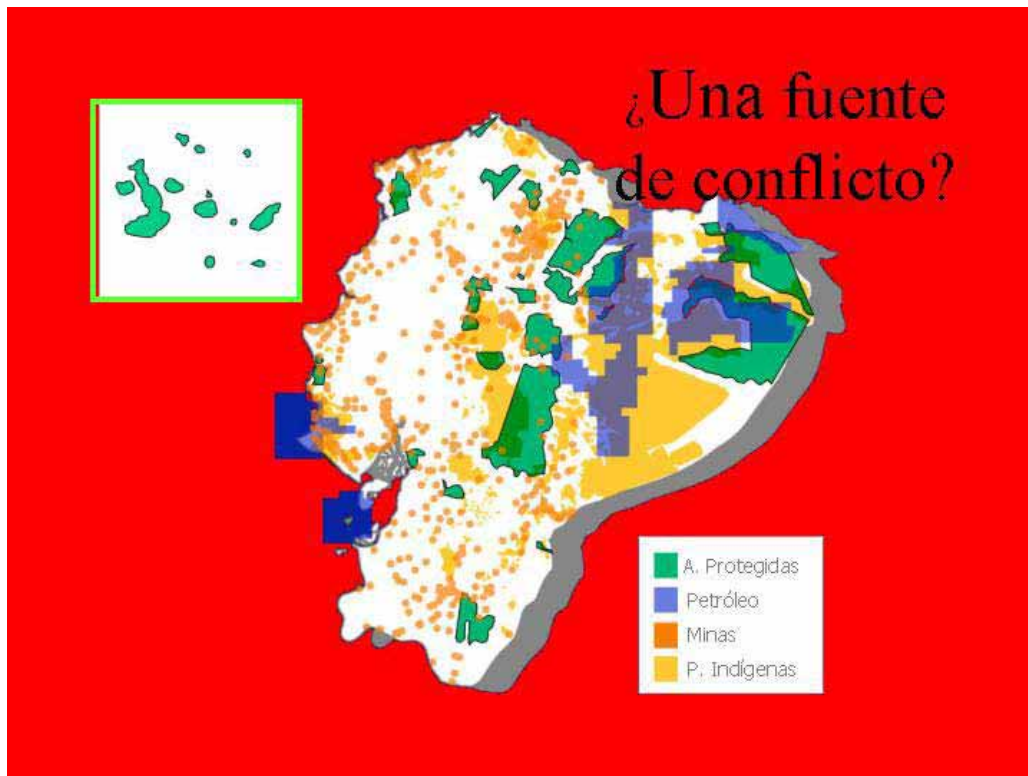 ¿Una fuente
de conflicto?
A. Protegidas
Petróleo
Minas
P. Indígenas